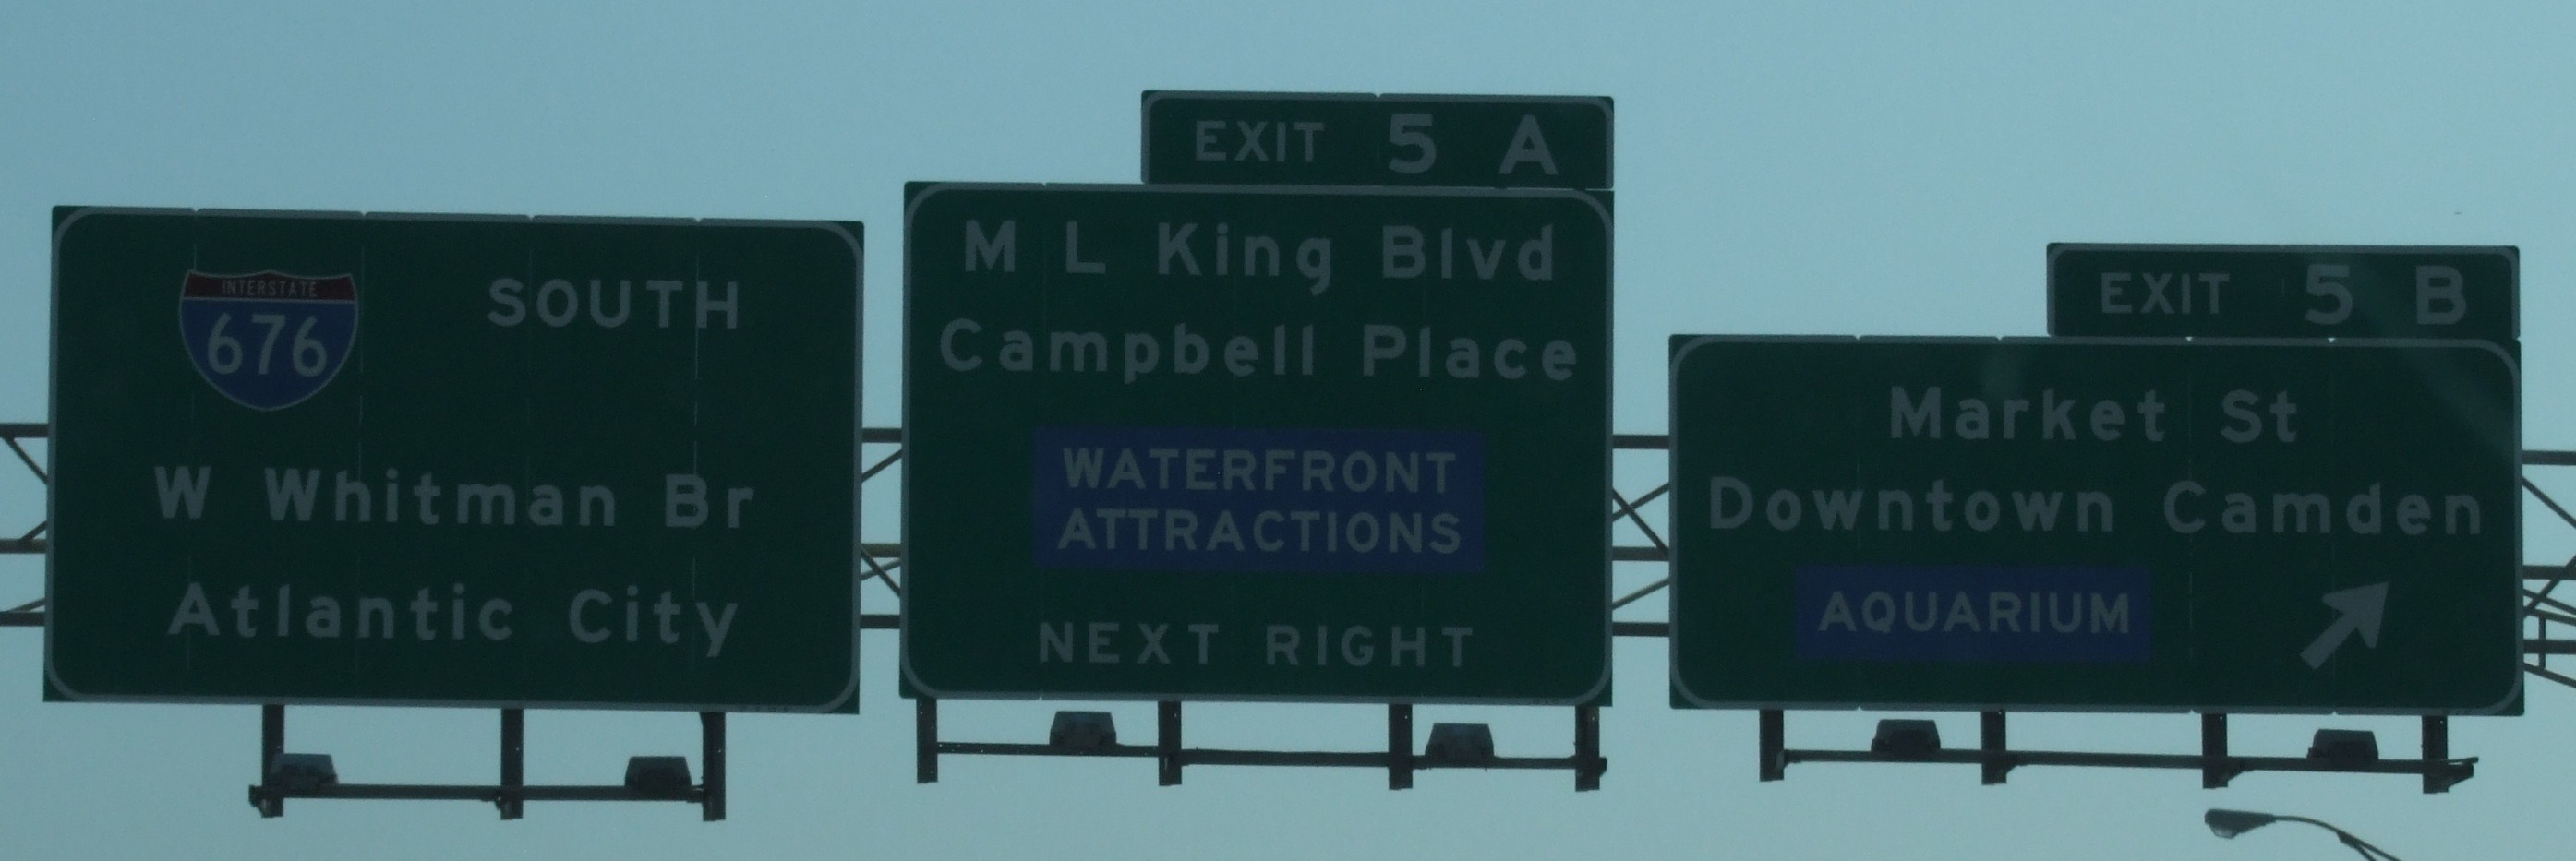 INTERSTATE
676
SOUTH
W Whitman Br
Atlantic City
EXIT 5 A
M L King Blvd
Campbell Place
WATERFRONT
ATTRACTIONS
NEXT RIGHT
EXIT 5 B
Market St
Downtown Camden
AQUARIUM